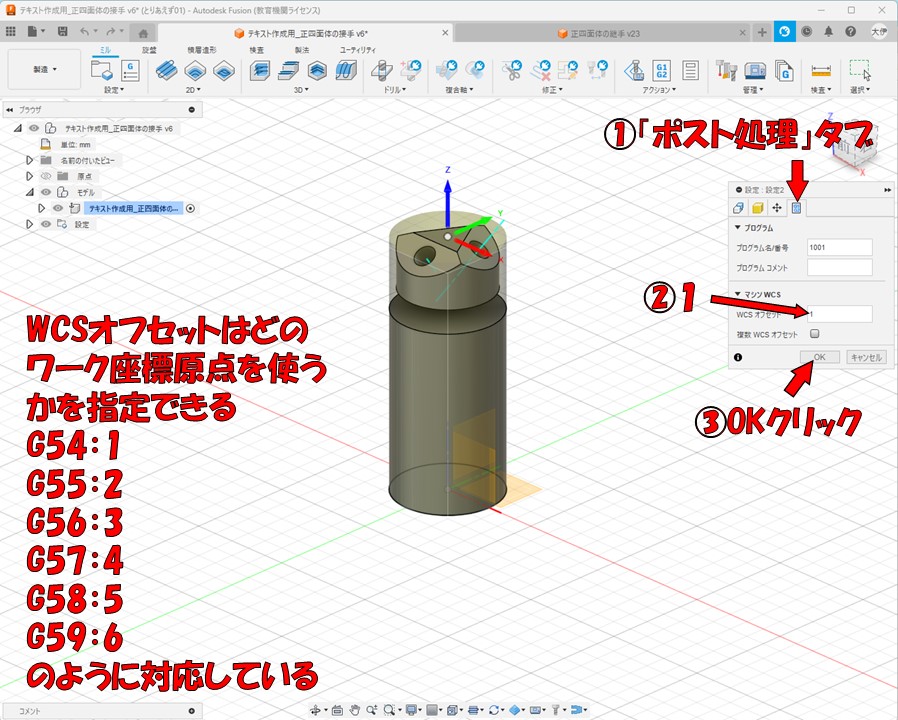 テキスト作成用_正四面体の接手 v6* (とりあえず01) - Autodesk Fusion (教育機関ライセンス)
テキスト作成用_正四面体の接手 v6*
正四面体の継手 v23
ミル
旋盤
積層造形
検査
製法
ユーティリティ
製造
設定
2D
3D
ドリル
複合軸
修正
アクション
管理
検査
選択
G1
G2
ブラウザ
テキスト作成用_正四面体の接手 v6
単位: mm
名前の付いたビュー
原点
モデル
テキスト作成用_正四面体の...
設定
①「ポスト処理」タブ
Z
Y
X
Z
X
設定 : 設定2
プログラム
プログラム名/番号 1001
プログラム コメント
マシン WCS
②1
WCS オフセット 1
複数 WCS オフセット
OK キャンセル
③OKクリック
WCSオフセットはどの
ワーク座標原点を使う
かを指定できる
G54:1
G55:2
G56:3
G57:4
G58:5
G59:6
のように対応している
コメント